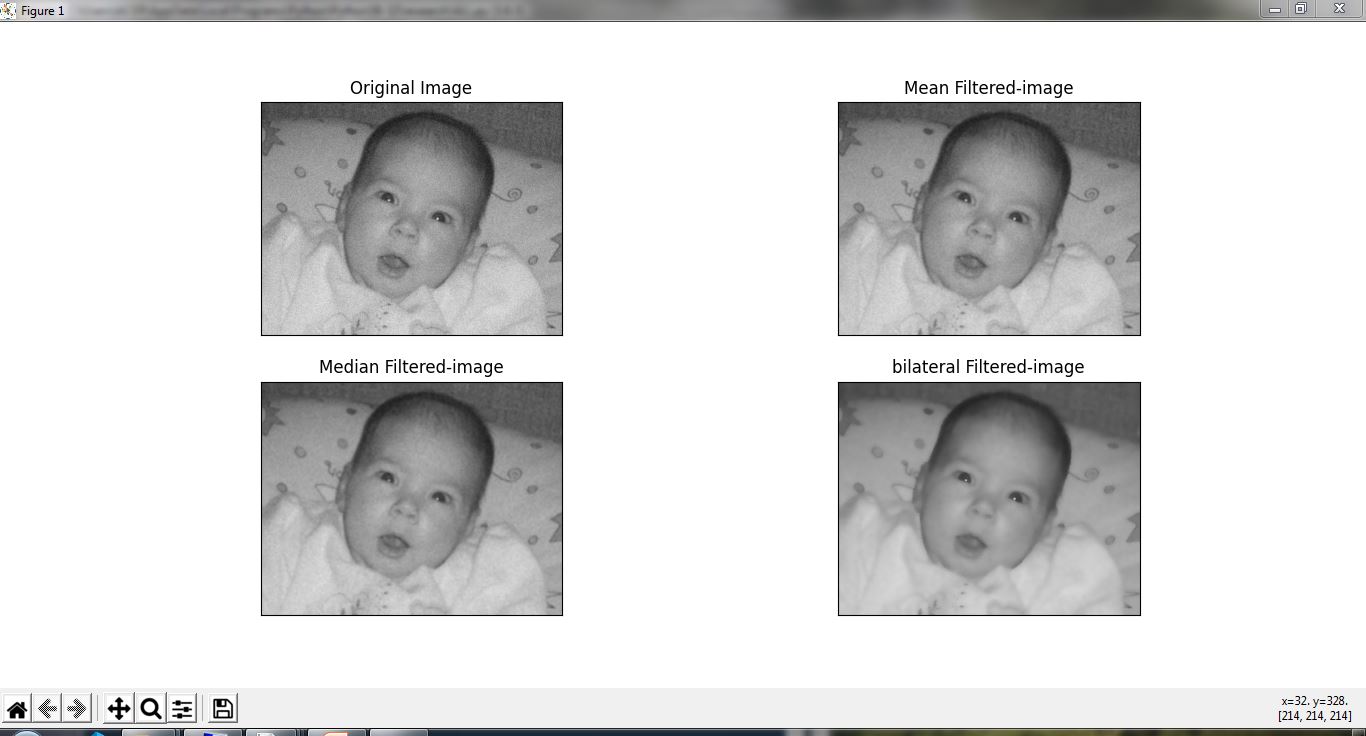 Figure 1
Original Image
Mean Filtered-image
Median Filtered-image
bilateral Filtered-image
x=32. y=328.
[214, 214, 214]